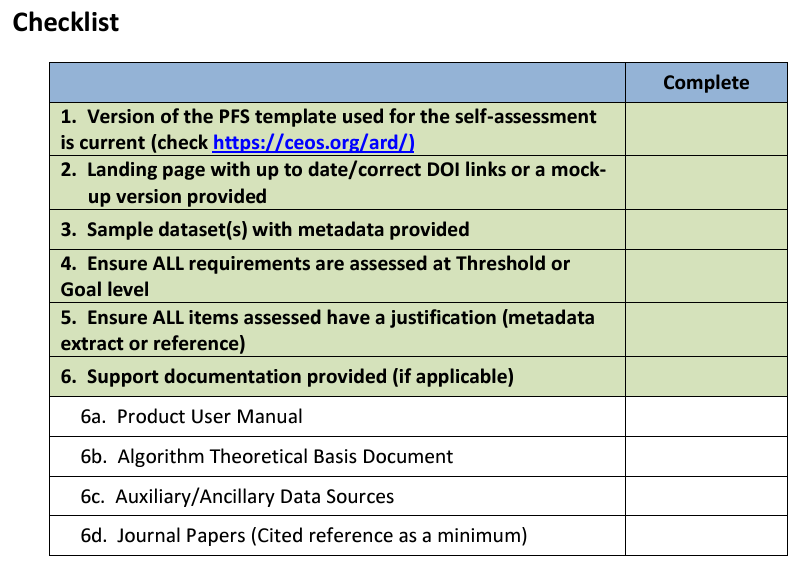 Checklist
Complete
1. Version of the PFS template used for the self-assessment
is current (check https://ceos.org/ard/)
2. Landing page with up to date/correct DOI links or a mock-
up version provided
3. Sample dataset(s) with metadata provided
4. Ensure ALL requirements are assessed at Threshold or
Goal level
5. Ensure ALL items assessed have a justification (metadata
extract or reference)
6. Support documentation provided (if applicable)
6a. Product User Manual
6b. Algorithm Theoretical Basis Document
6c. Auxiliary/Ancillary Data Sources
6d. Journal Papers (Cited reference as a minimum)